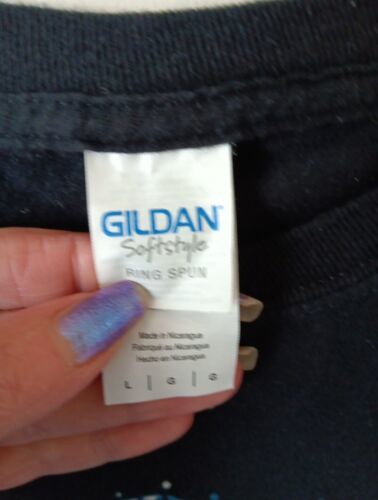 GILDAN
Softstyle
RING SPUN
Made in Nicaragua
Fabriqué au Nicaragua
Hecho en Nicaragua
L | G | G